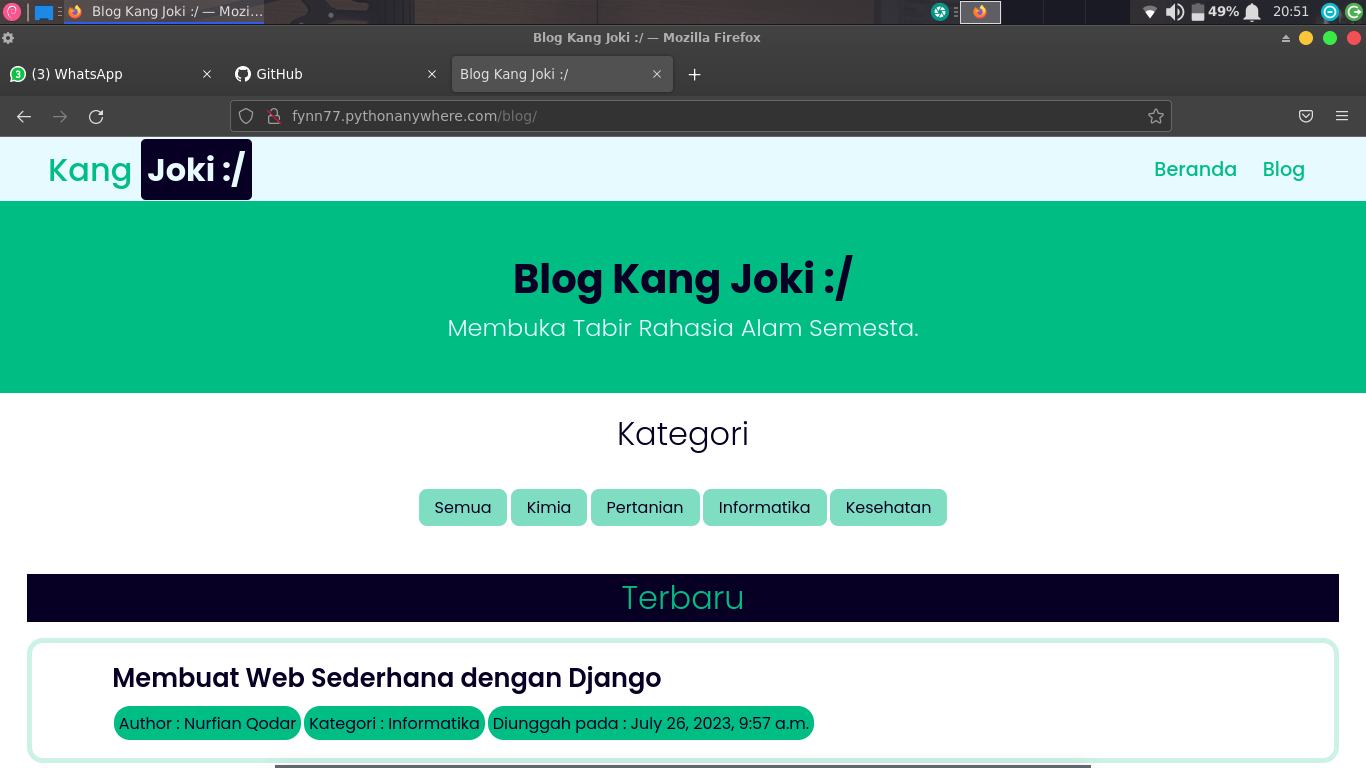 Blog Kang Joki :/ — Mozi...
49%
20:51
Blog Kang Joki :/ — Mozilla Firefox
3 (3) WhatsApp
GitHub
Blog Kang Joki :/
fynn77.pythonanywhere.com/blog/
Kang Joki :/
Beranda Blog
Blog Kang Joki :/
Membuka Tabir Rahasia Alam Semesta.
Kategori
Semua Kimia Pertanian Informatika Kesehatan
Terbaru
Membuat Web Sederhana dengan Django
Author : Nurfian Qodar Kategori : Informatika Diunggah pada : July 26, 2023, 9:57 a.m.